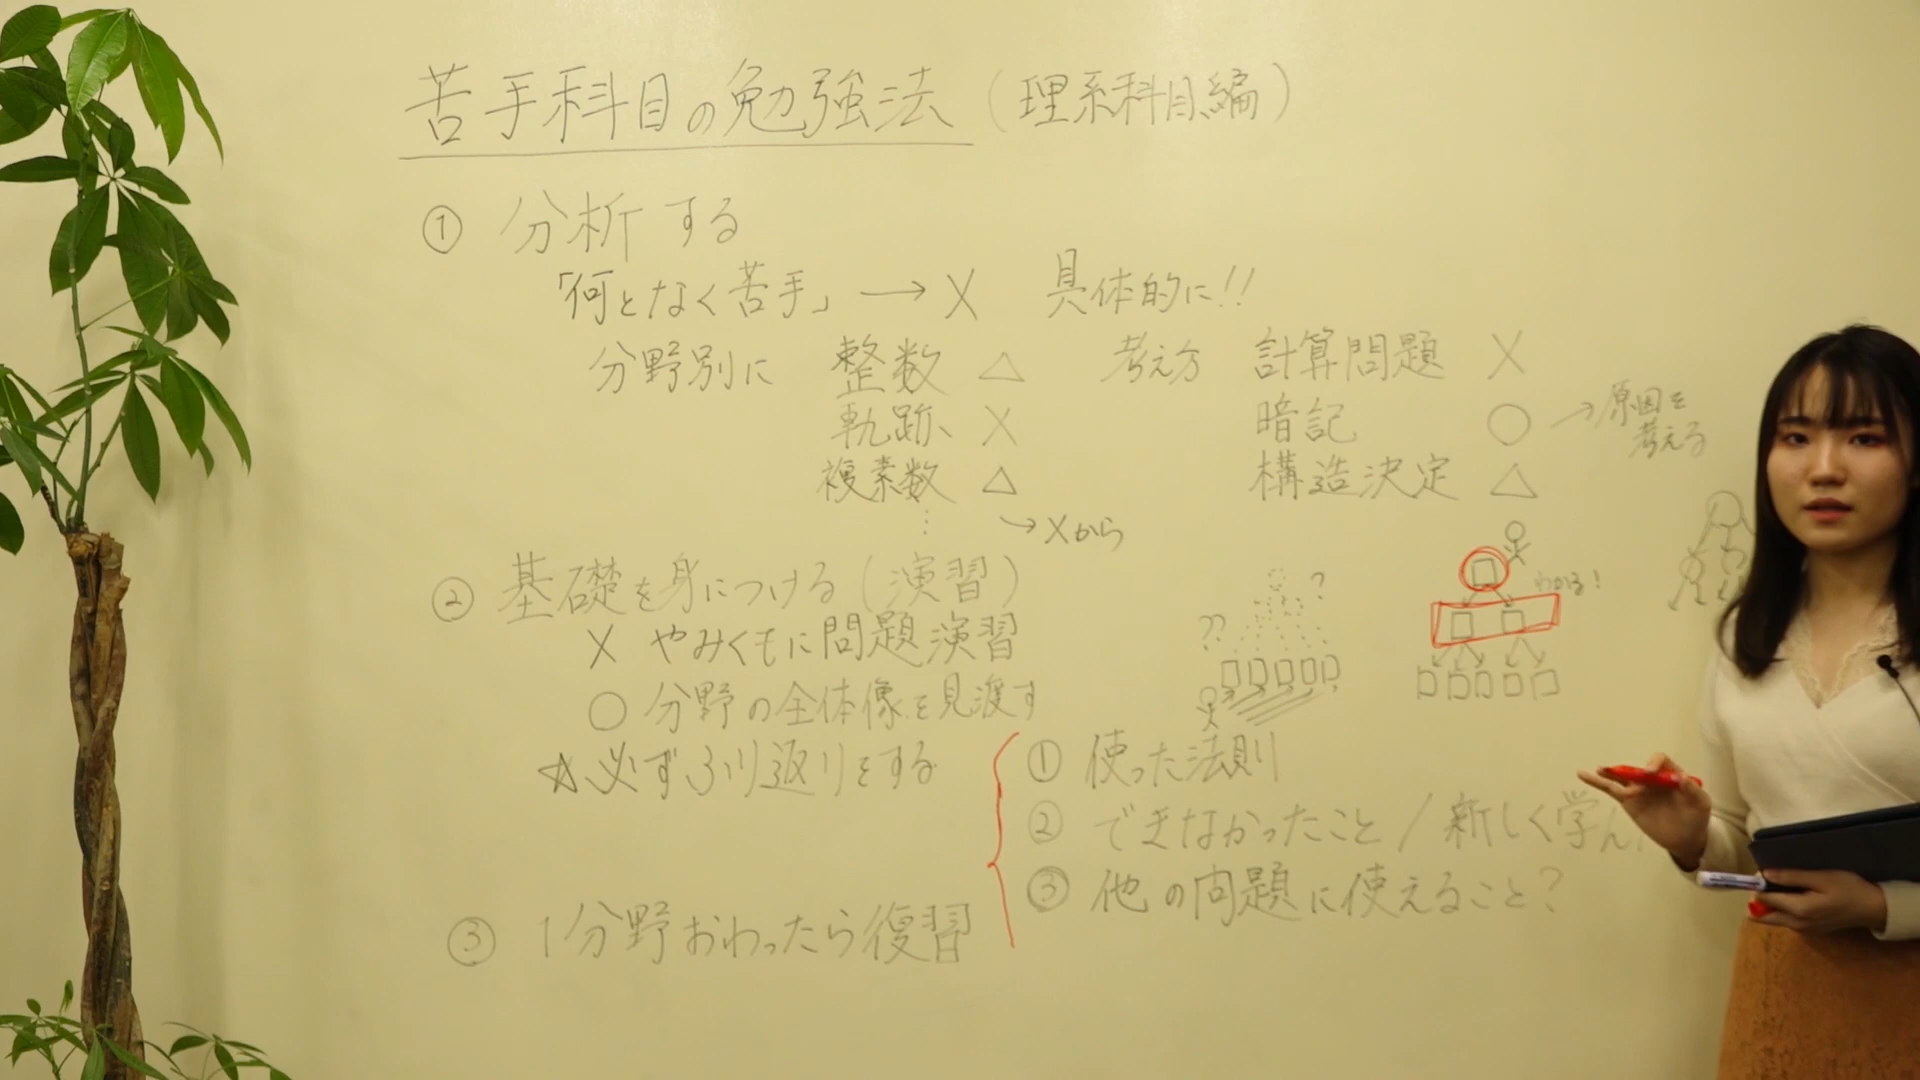 苦手科目の勉強法（理系科目編）
① 分析する
「何となく苦手」→ X 具体的に!!
分野別に 整数 △ 考え方 計算問題 X
軌跡 X 暗記 ○ → 原因を
考える
複素数 △ 構造決定 △
⋮ → Xから
② 基礎を身につける（演習）
?
わかる！
??
X やみくもに問題演習
○ 分野の全体像を見渡す
☆必ずふり返りをする
① 使った法則
② できなかったこと / 新しく学ん
③ 他の問題に使えること？
③ 1分野おわったら復習